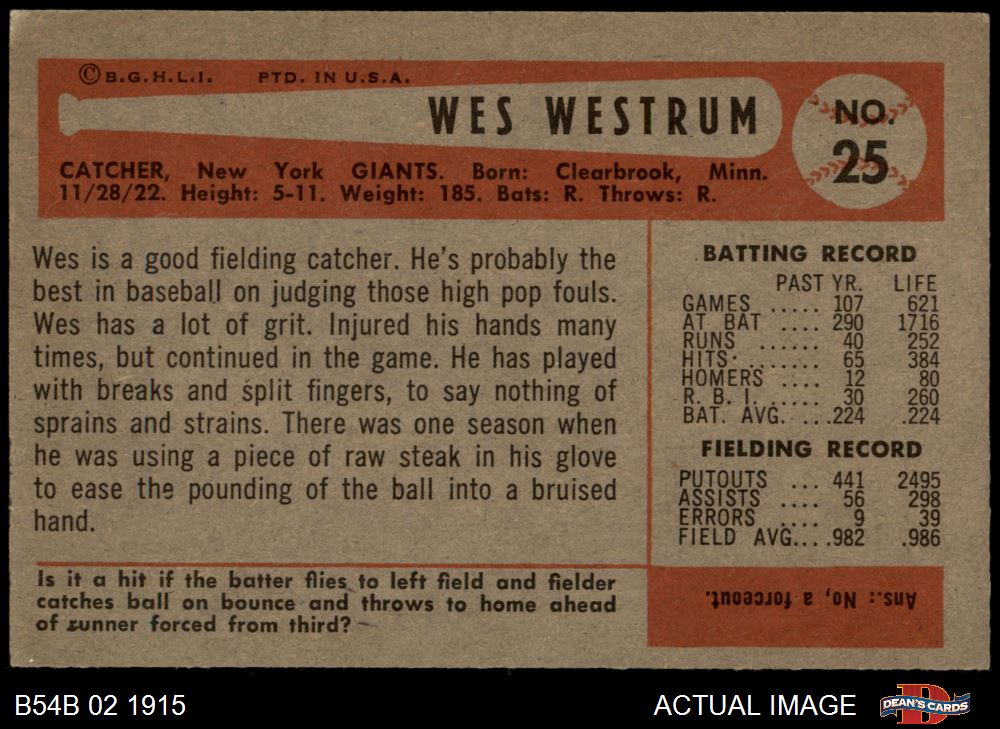 © B.G.H.L.I. PTD. IN U.S.A.
WES WESTRUM
NO.
25
CATCHER, New York GIANTS. Born: Clearbrook, Minn.
11/28/22. Height: 5-11. Weight: 185. Bats: R. Throws: R.
Wes is a good fielding catcher. He's probably the
best in baseball on judging those high pop fouls.
Wes has a lot of grit. Injured his hands many
times, but continued in the game. He has played
with breaks and split fingers, to say nothing of
sprains and strains. There was one season when
he was using a piece of raw steak in his glove
to ease the pounding of the ball into a bruised
hand.
Is it a hit if the batter flies to left field and fielder
catches ball on bounce and throws to home ahead
of runner forced from third?
BATTING RECORD
PAST YR. LIFE
GAMES ..... 107 621
AT BAT .... 290 1716
RUNS ...... 40 252
HITS ....... 65 384
HOMERS .... 12 80
R. B. I. ..... 30 260
BAT. AVG. ....224 .224
FIELDING RECORD
PUTOUTS ... 441 2495
ASSISTS .... 56 298
ERRORS .... 9 39
FIELD AVG.... .982 .986
Ans.: No, a forceout.
B54B 02 1915
ACTUAL IMAGE
D
DEAN'S CARDS